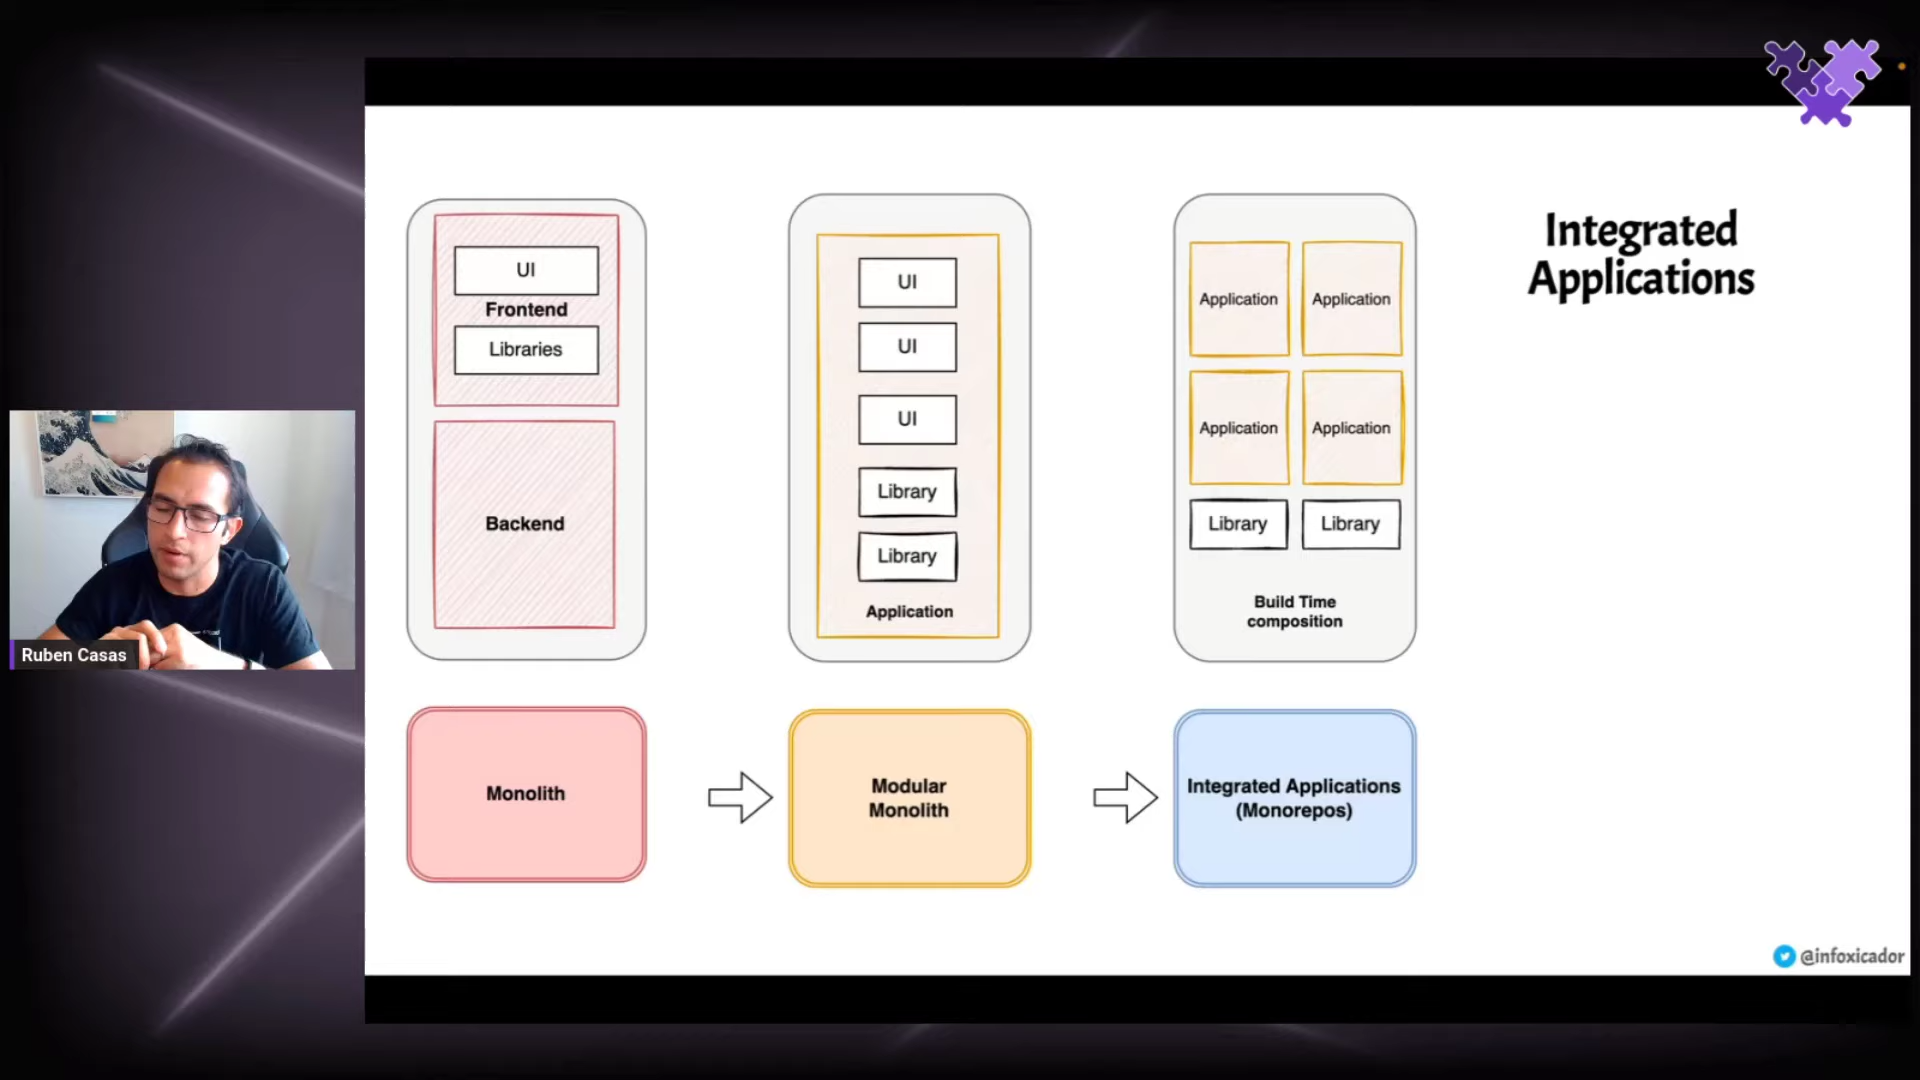 Integrated
Applications
UI
Frontend
Libraries
Backend
UI
UI
UI
Library
Library
Application
Application
Application
Application
Application
Library
Library
Build Time
composition
Ruben Casas
Monolith
Modular
Monolith
Integrated Applications
(Monorepos)
@infoxicador